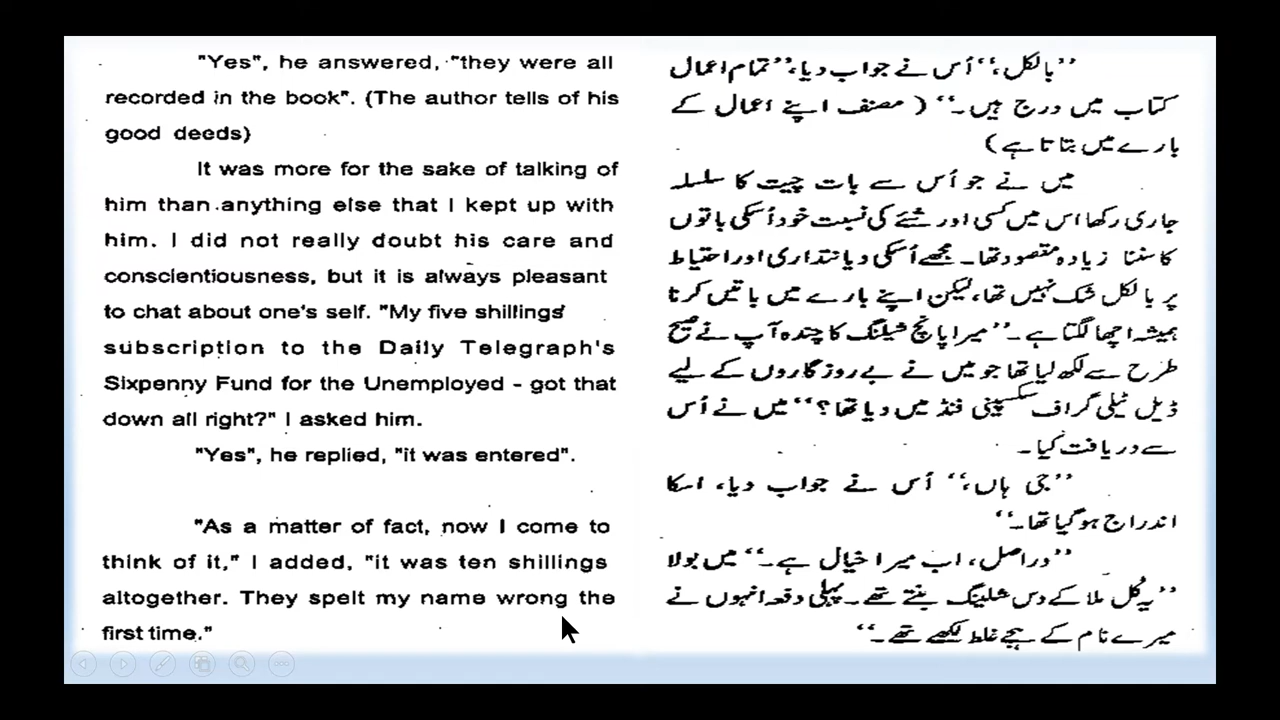 "Yes", he answered, "they were all
recorded in the book". (The author tells of his
good deeds)
It was more for the sake of talking of
him than anything else that I kept up with
him. I did not really doubt his care and
conscientiousness, but it is always pleasant
to chat about one's self. "My five shillings
subscription to the Daily Telegraph's
Sixpenny Fund for the Unemployed - got that
down all right?" I asked him.
"Yes", he replied, "it was entered".
"As a matter of fact, now I come to
think of it," I added, "it was ten shillings
altogether. They spelt my name wrong the
first time."
’’بالکل،‘‘ اُس نے جواب دیا، ’’تمام اعمال
کتاب میں درج ہیں۔‘‘ (مصنف اپنے اعمال کے
بارے میں بتاتا ہے)
میں نے جو اُس سے بات چیت کا سلسلہ
جاری رکھا اس میں کسی اور شئے کی نسبت خود اُسکی باتوں
کا سننا زیادہ مقصود تھا۔ مجھے اُسکی دیانتداری اور احتیاط
پر بالکل شک نہیں تھا، لیکن اپنے بارے میں باتیں کرنا
ہمیشہ اچھا لگتا ہے۔ ’’میرا پانچ شیلنگ کا چندہ آپ نے صحیح
طرح سے لکھ لیا تھا جو میں نے بے روزگاروں کے لیے
ڈیل ٹیلی گراف سکسپینی فنڈ میں دیا تھا؟‘‘ میں نے اُس
سے دریافت کیا۔
’’جی ہاں،‘‘ اُس نے جواب دیا، اسکا
اندراج ہو گیا تھا۔‘‘
’’دراصل، اب میرا خیال ہے۔‘‘ میں بولا
’’یہ کُل ملا کے دس شلینگ بنتے تھے۔ پہلی دفعہ انہوں نے
میرے نام کے ہجے غلط لکھے تھے۔‘‘